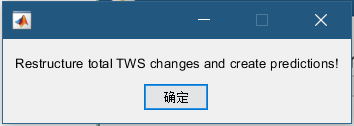 Restructure total TWS changes and create predictions!
确定